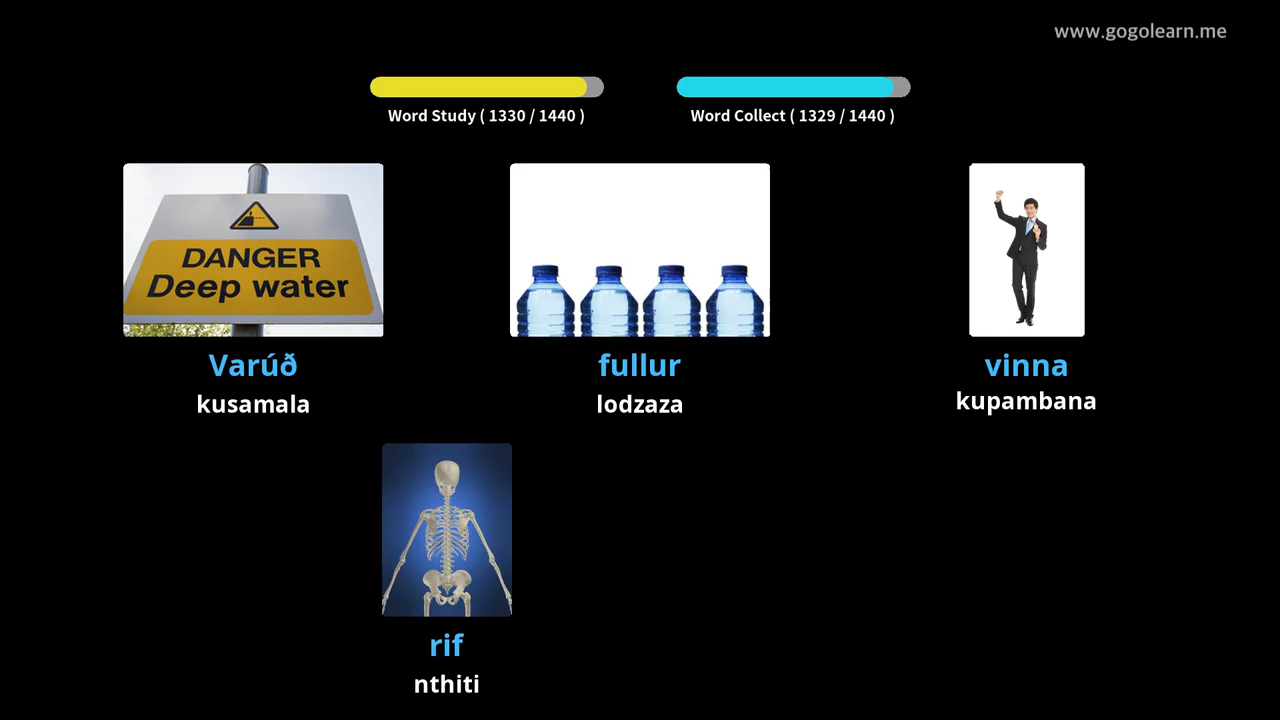 www.gogolearn.me
Word Study ( 1330 / 1440 )
Word Collect ( 1329 / 1440 )
DANGER
Deep water
Varúð
kusamala
fullur
lodzaza
vinna
kupambana
rif
nthiti